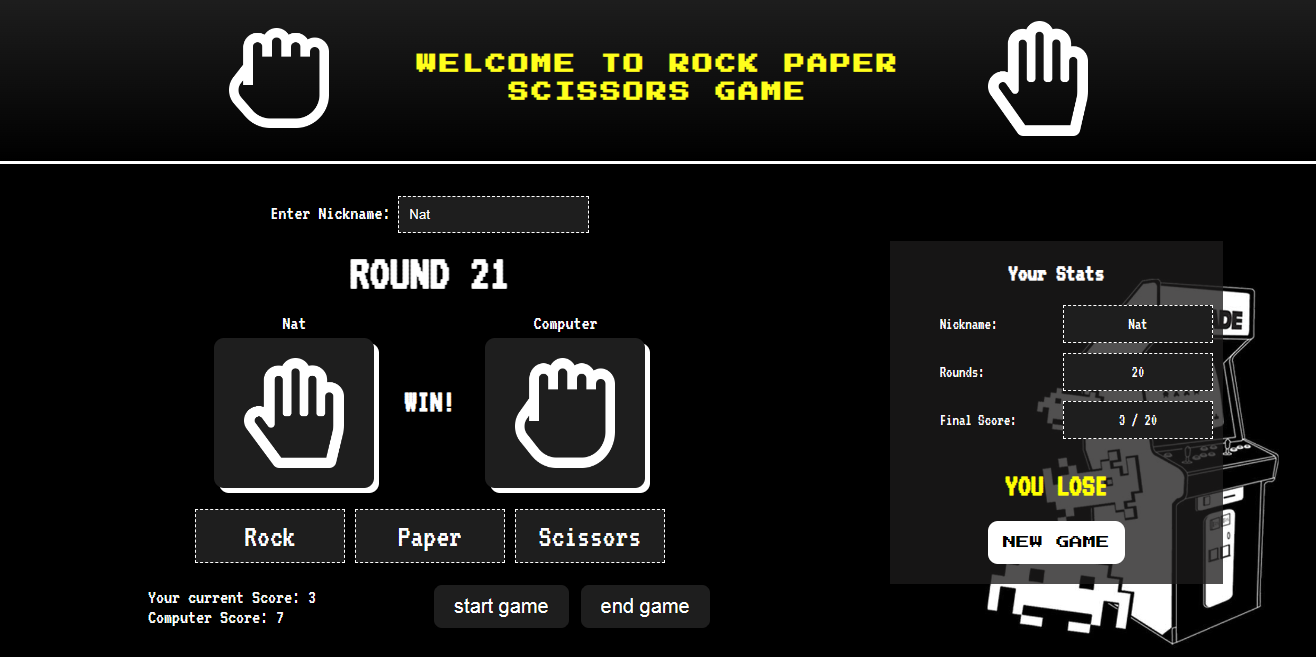 WELCOME TO ROCK PAPER
SCISSORS GAME
Enter Nickname: Nat
ROUND 21
Nat
Computer
WIN!
Rock
Paper
Scissors
Your current Score: 3
Computer Score: 7
start game
end game
Your Stats
Nickname: Nat
Rounds: 20
Final Score: 3 / 20
YOU LOSE
NEW GAME
DE